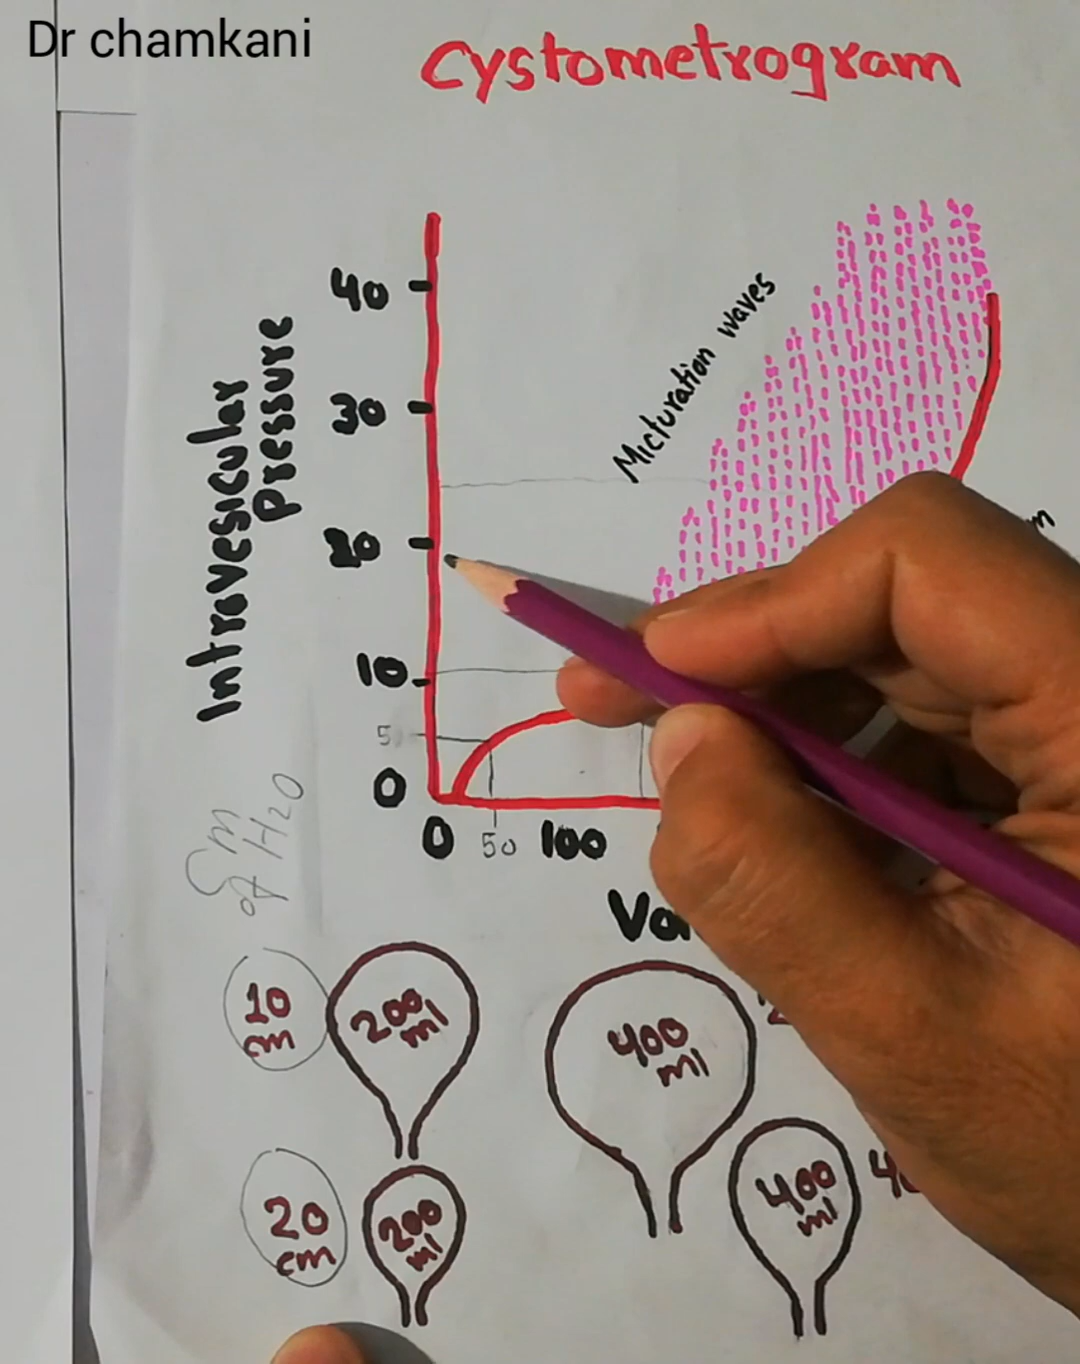 Dr chamkani
Cystometrogram
40
30
20
10
5
0
Intravesicular
Pressure
Cm
of H2O
Micturation waves
0 50 100
10
cm
200
ml
400
ml
20
cm
200
ml
400
ml